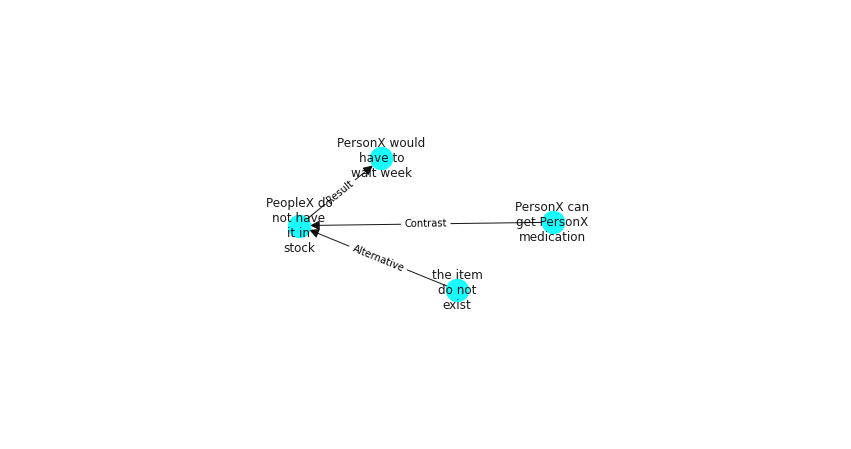 PersonX would
have to
wait week
Result
PeopleX do
not have
it in
stock
Contrast
PersonX can
get PersonX
medication
Alternative
the item
do not
exist